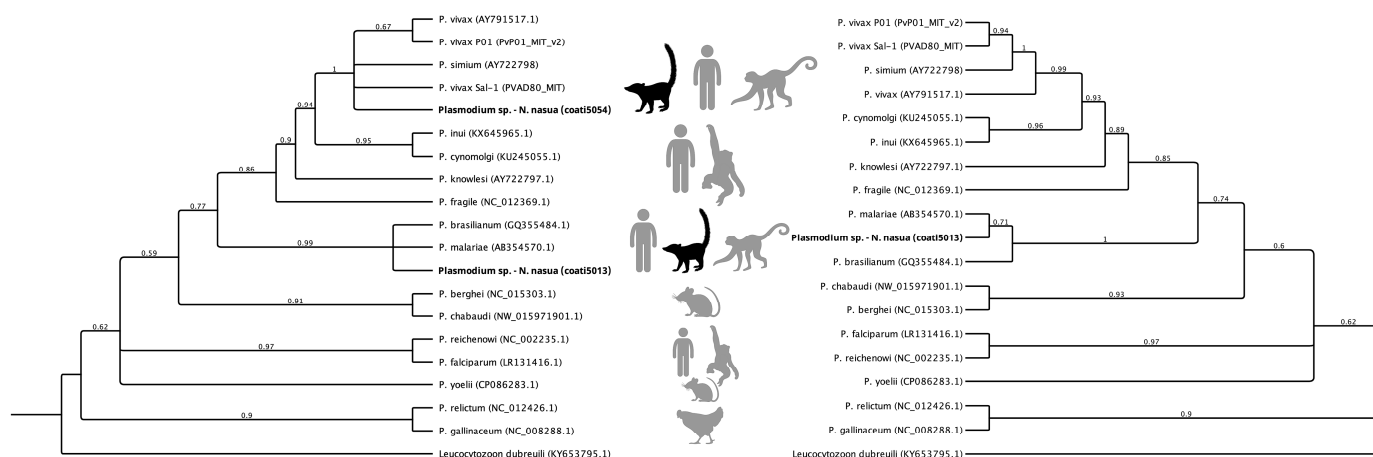 P. vivax (AY791517.1)
0.67
P. vivax P01 (PvP01_MIT_v2)
P. simium (AY722798)
1
P. vivax Sal-1 (PVAD80_MIT)
Plasmodium sp. - N. nasua (coati5054)
0.94
P. inui (KX645965.1)
0.95
P. cynomolgi (KU245055.1)
0.9
P. knowlesi (AY722797.1)
0.86
P. fragile (NC_012369.1)
0.77
P. brasilianum (GQ355484.1)
0.99
P. malariae (AB354570.1)
0.59
Plasmodium sp. - N. nasua (coati5013)
P. berghei (NC_015303.1)
0.91
P. chabaudi (NW_015971901.1)
0.62
P. reichenowi (NC_002235.1)
0.97
P. falciparum (LR131416.1)
P. yoelii (CP086283.1)
P. relictum (NC_012426.1)
0.9
P. gallinaceum (NC_008288.1)
Leucocytozoon dubreuili (KY653795.1)
P. vivax P01 (PvP01_MIT_v2)
0.94
P. vivax Sal-1 (PVAD80_MIT)
1
P. simium (AY722798)
0.99
P. vivax (AY791517.1)
0.93
P. cynomolgi (KU245055.1)
0.96
0.89
P. inui (KX645965.1)
0.85
P. knowlesi (AY722797.1)
P. fragile (NC_012369.1)
0.74
P. malariae (AB354570.1)
0.71
Plasmodium sp. - N. nasua (coati5013)
1
0.6
P. brasilianum (GQ355484.1)
P. chabaudi (NW_015971901.1)
0.93
P. berghei (NC_015303.1)
0.62
P. falciparum (LR131416.1)
0.97
P. reichenowi (NC_002235.1)
P. yoelii (CP086283.1)
P. relictum (NC_012426.1)
0.9
P. gallinaceum (NC_008288.1)
Leucocytozoon dubreuili (KY653795.1)